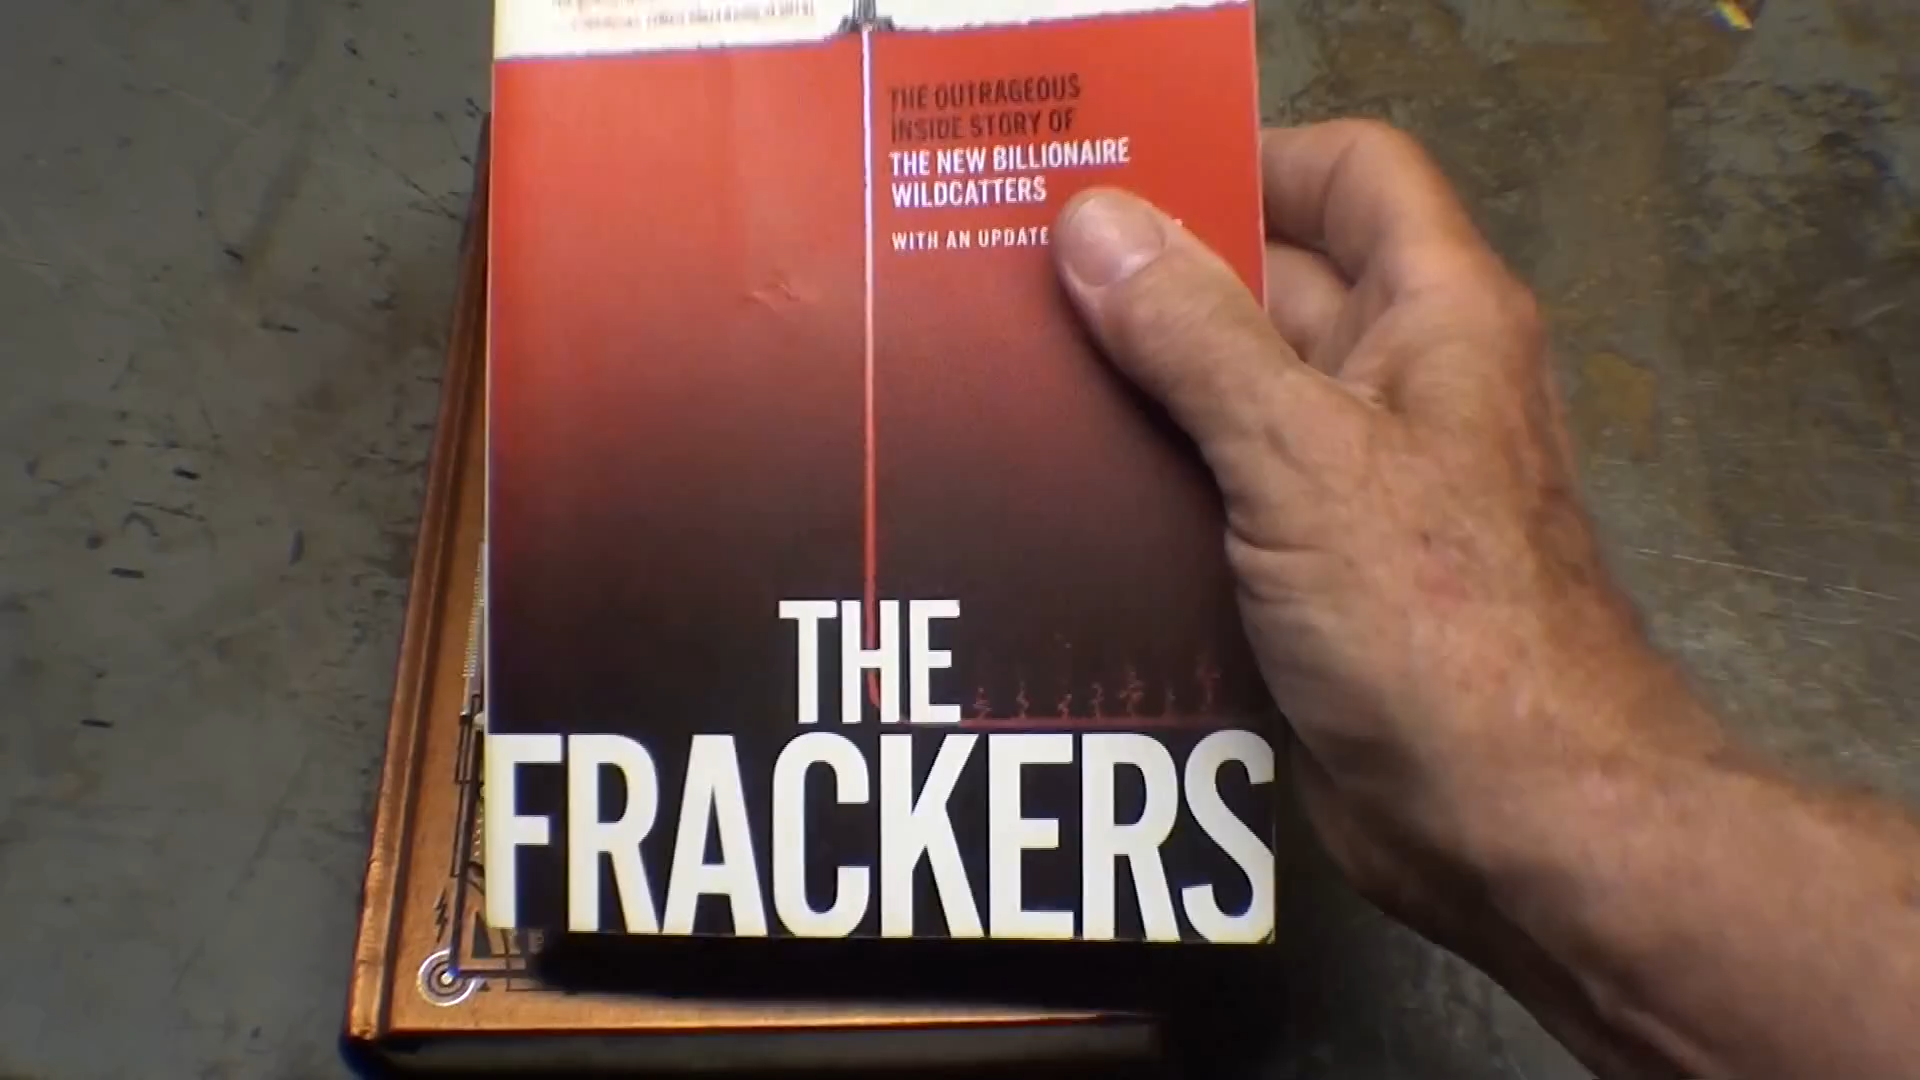 THE OUTRAGEOUS
INSIDE STORY OF
THE NEW BILLIONAIRE
WILDCATTERS
WITH AN UPDATE
THE
FRACKERS